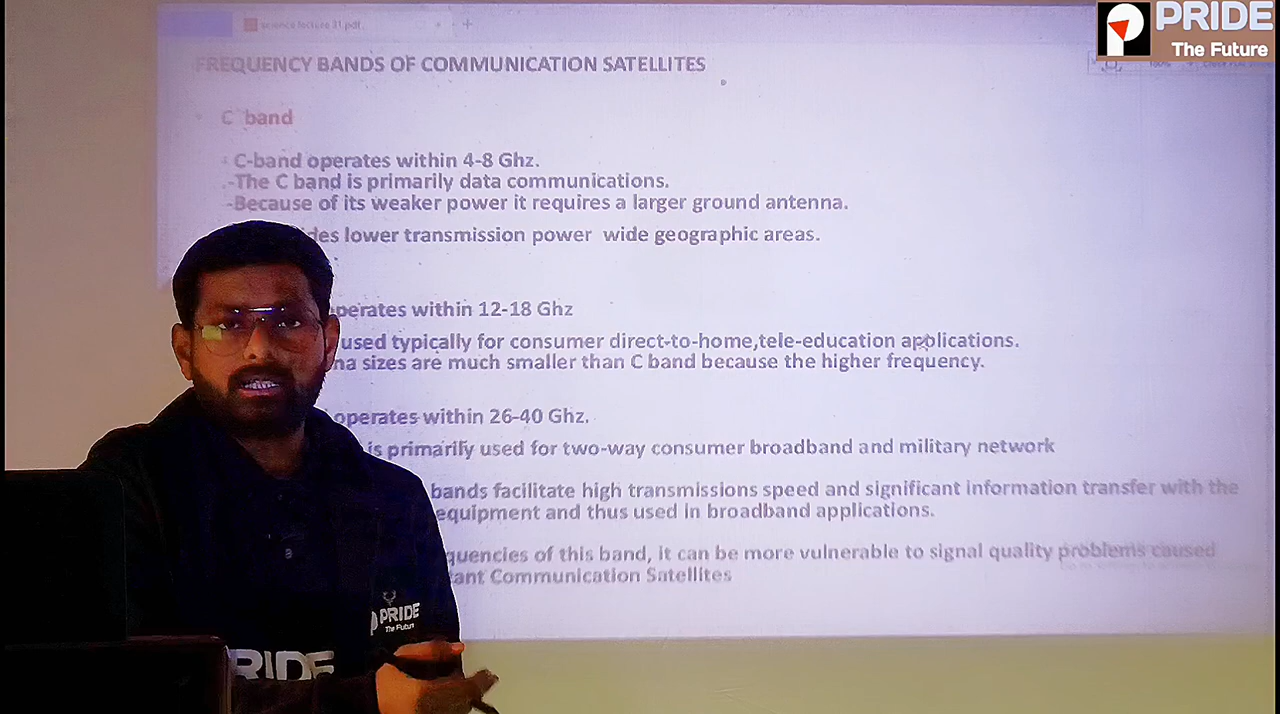 PRIDE
The Future
science lecture 31.pdf
FREQUENCY BANDS OF COMMUNICATION SATELLITES
C band
C-band operates within 4-8 Ghz.
-The C band is primarily data communications.
-Because of its weaker power it requires a larger ground antenna.
des lower transmission power wide geographic areas.
perates within 12-18 Ghz
used typically for consumer direct-to-home,tele-education applications.
na sizes are much smaller than C band because the higher frequency.
operates within 26-40 Ghz.
is primarily used for two-way consumer broadband and military network
bands facilitate high transmissions speed and significant information transfer with the
equipment and thus used in broadband applications.
quencies of this band, it can be more vulnerable to signal quality problems caused
tant Communication Satellites
PRIDE
The Future
PRIDE